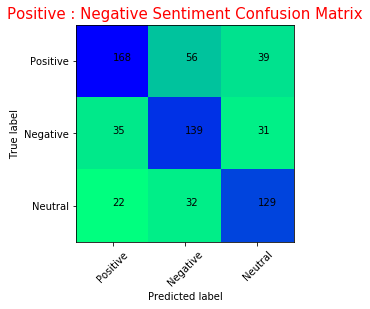 Positive : Negative Sentiment Confusion Matrix
Positive 168 56 39
Negative 35 139 31
Neutral 22 32 129
True label
Positive Negative Neutral
Predicted label